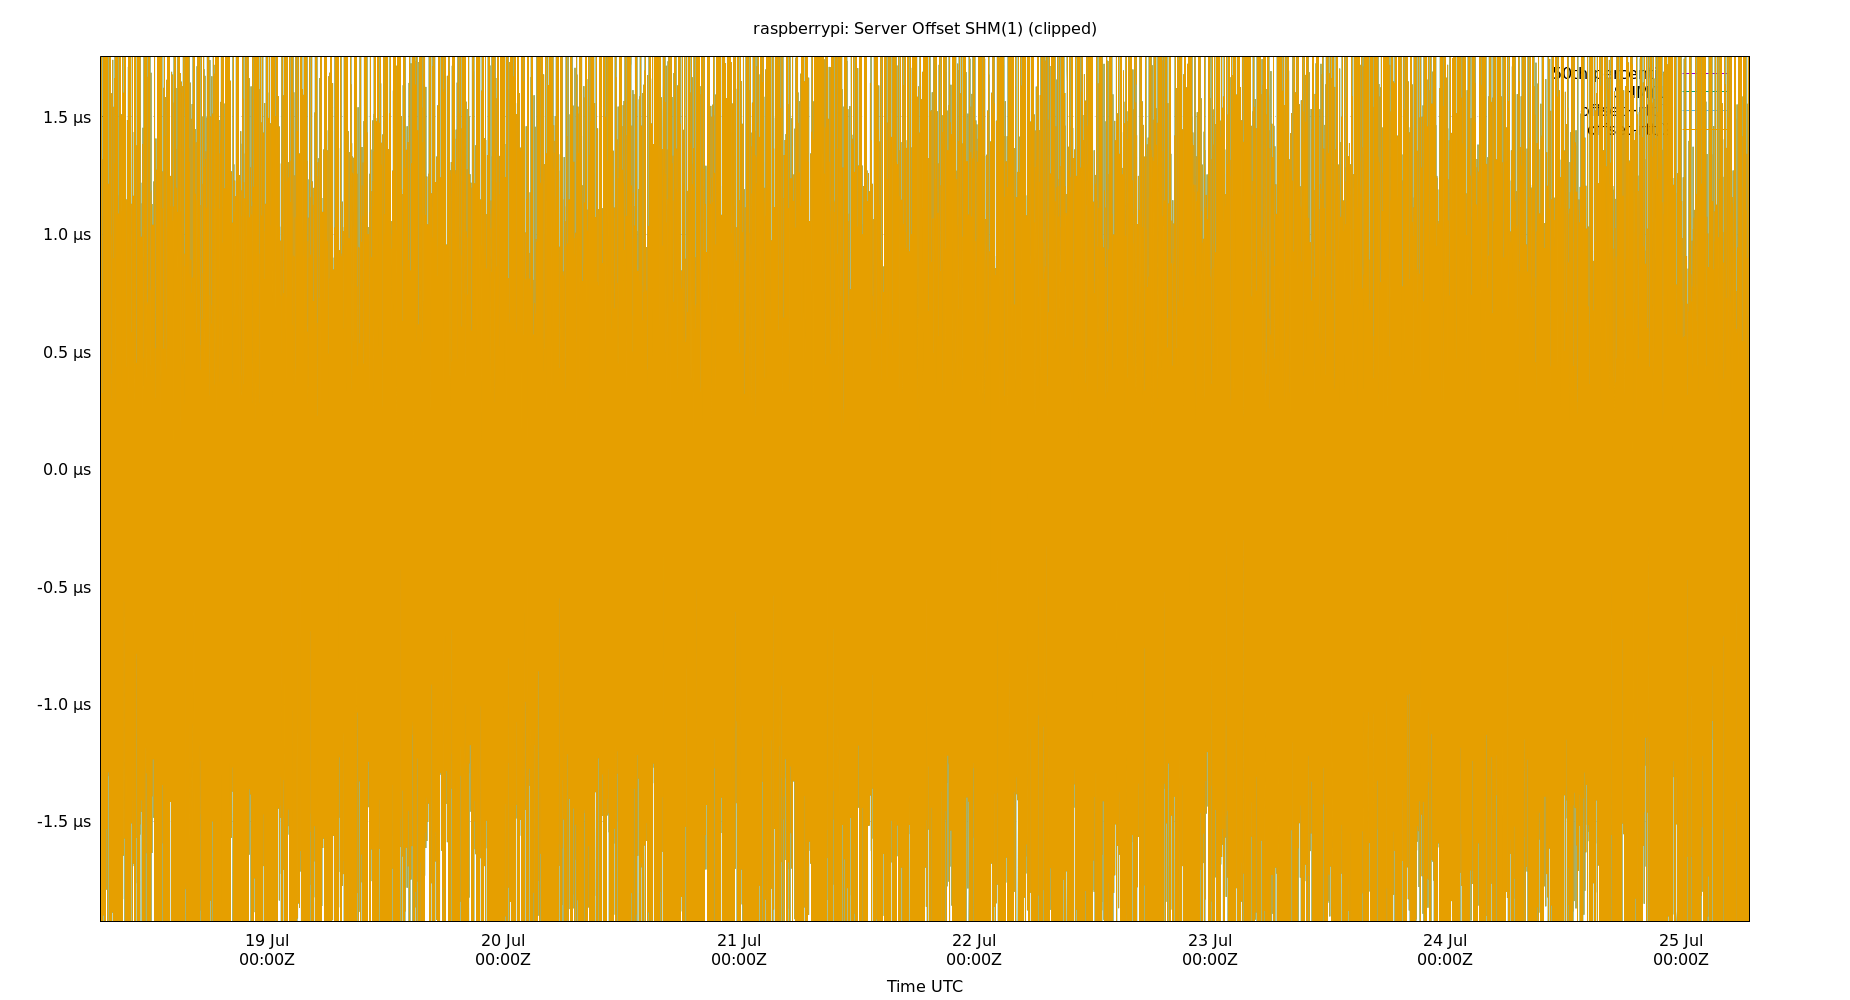 raspberrypi: Server Offset SHM(1) (clipped)
1.5 µs
1.0 µs
0.5 µs
0.0 µs
-0.5 µs
-1.0 µs
-1.5 µs
19 Jul 20 Jul 21 Jul 22 Jul 23 Jul 24 Jul 25 Jul
00:00Z 00:00Z 00:00Z 00:00Z 00:00Z 00:00Z 00:00Z
Time UTC